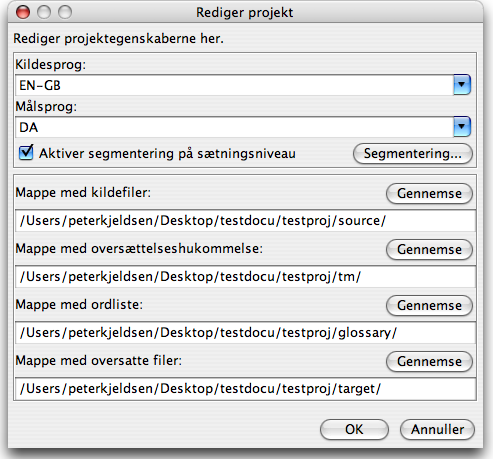 Rediger projekt
Rediger projektegenskaberne her.
Kildesprog:
EN-GB
Målsprog:
DA
Aktiver segmentering på sætningsniveau
Segmentering...
Mappe med kildefiler:
Gennemse
/Users/peterkjeldsen/Desktop/testdocu/testproj/source/
Mappe med oversættelseshukommelse:
Gennemse
/Users/peterkjeldsen/Desktop/testdocu/testproj/tm/
Mappe med ordliste:
Gennemse
/Users/peterkjeldsen/Desktop/testdocu/testproj/glossary/
Mappe med oversatte filer:
Gennemse
/Users/peterkjeldsen/Desktop/testdocu/testproj/target/
OK
Annuller